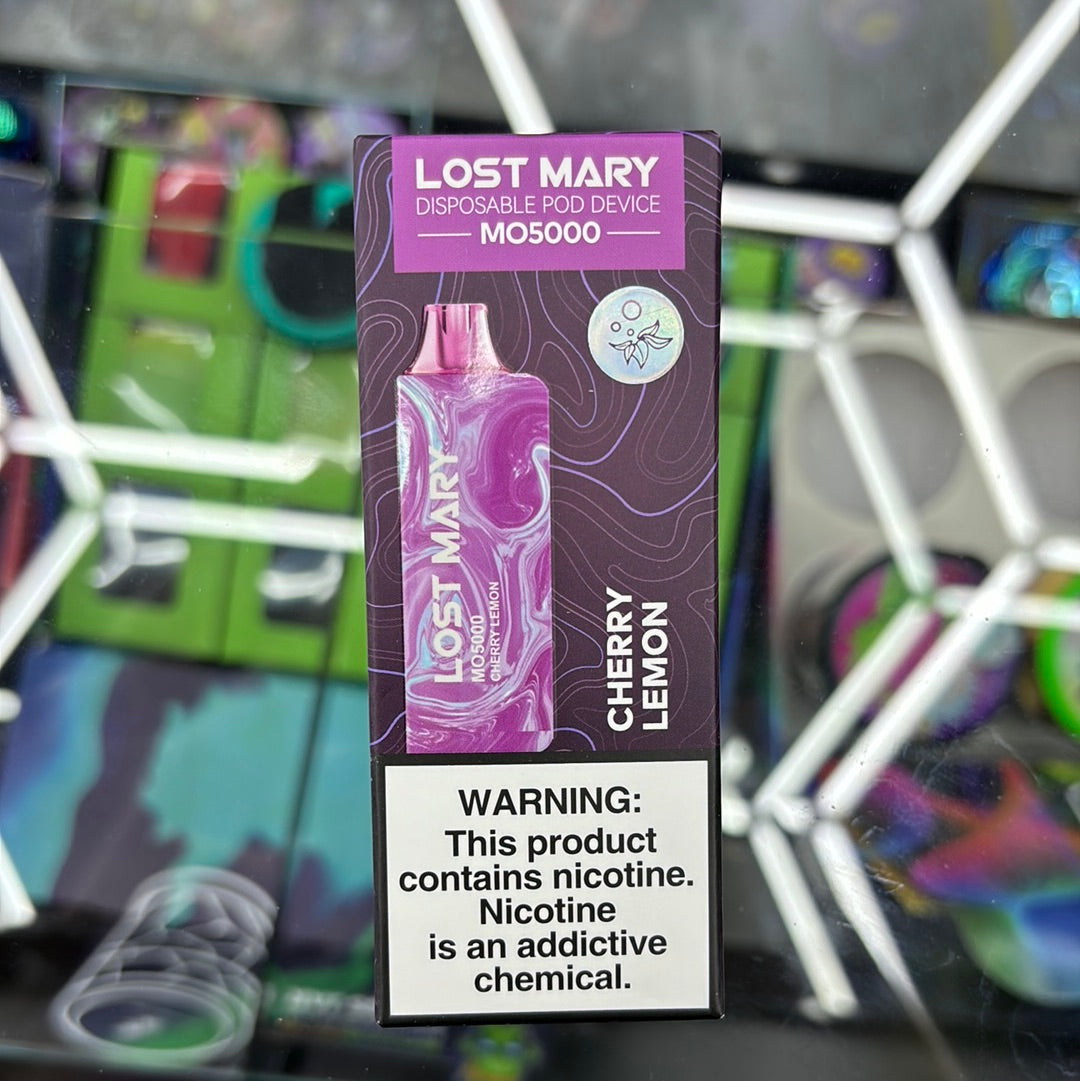 LOST MARY
DISPOSABLE POD DEVICE
MO5000
LOST MARY
MO5000
CHERRY LEMON
CHERRY
LEMON
WARNING:
This product
contains nicotine.
Nicotine
is an addictive
chemical.